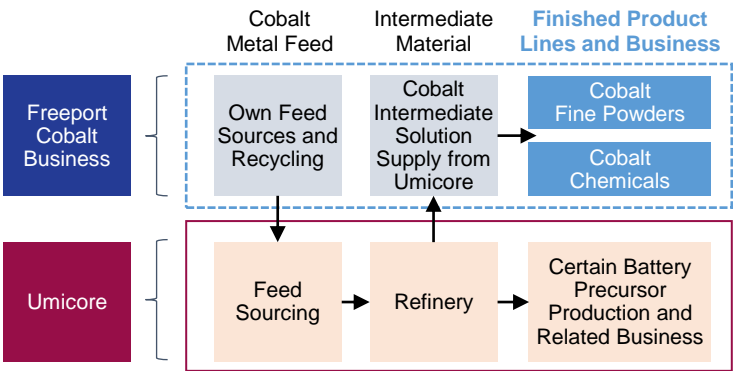 Cobalt
Metal Feed
Intermediate
Material
Finished Product
Lines and Business
Freeport
Cobalt
Business
Own Feed
Sources and
Recycling
Cobalt
Intermediate
Solution
Supply from
Umicore
Cobalt
Fine Powders
Cobalt
Chemicals
Umicore
Feed
Sourcing
Refinery
Certain Battery
Precursor
Production and
Related Business